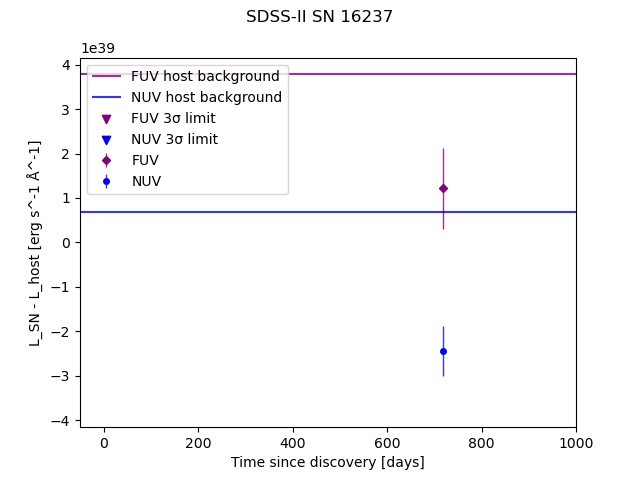 SDSS-II SN 16237
1e39
FUV host background
NUV host background
FUV 3σ limit
NUV 3σ limit
FUV
NUV
L_SN - L_host [erg s^-1 Å^-1]
4
3
2
1
0
−1
−2
−3
−4
0 200 400 600 800 1000
Time since discovery [days]